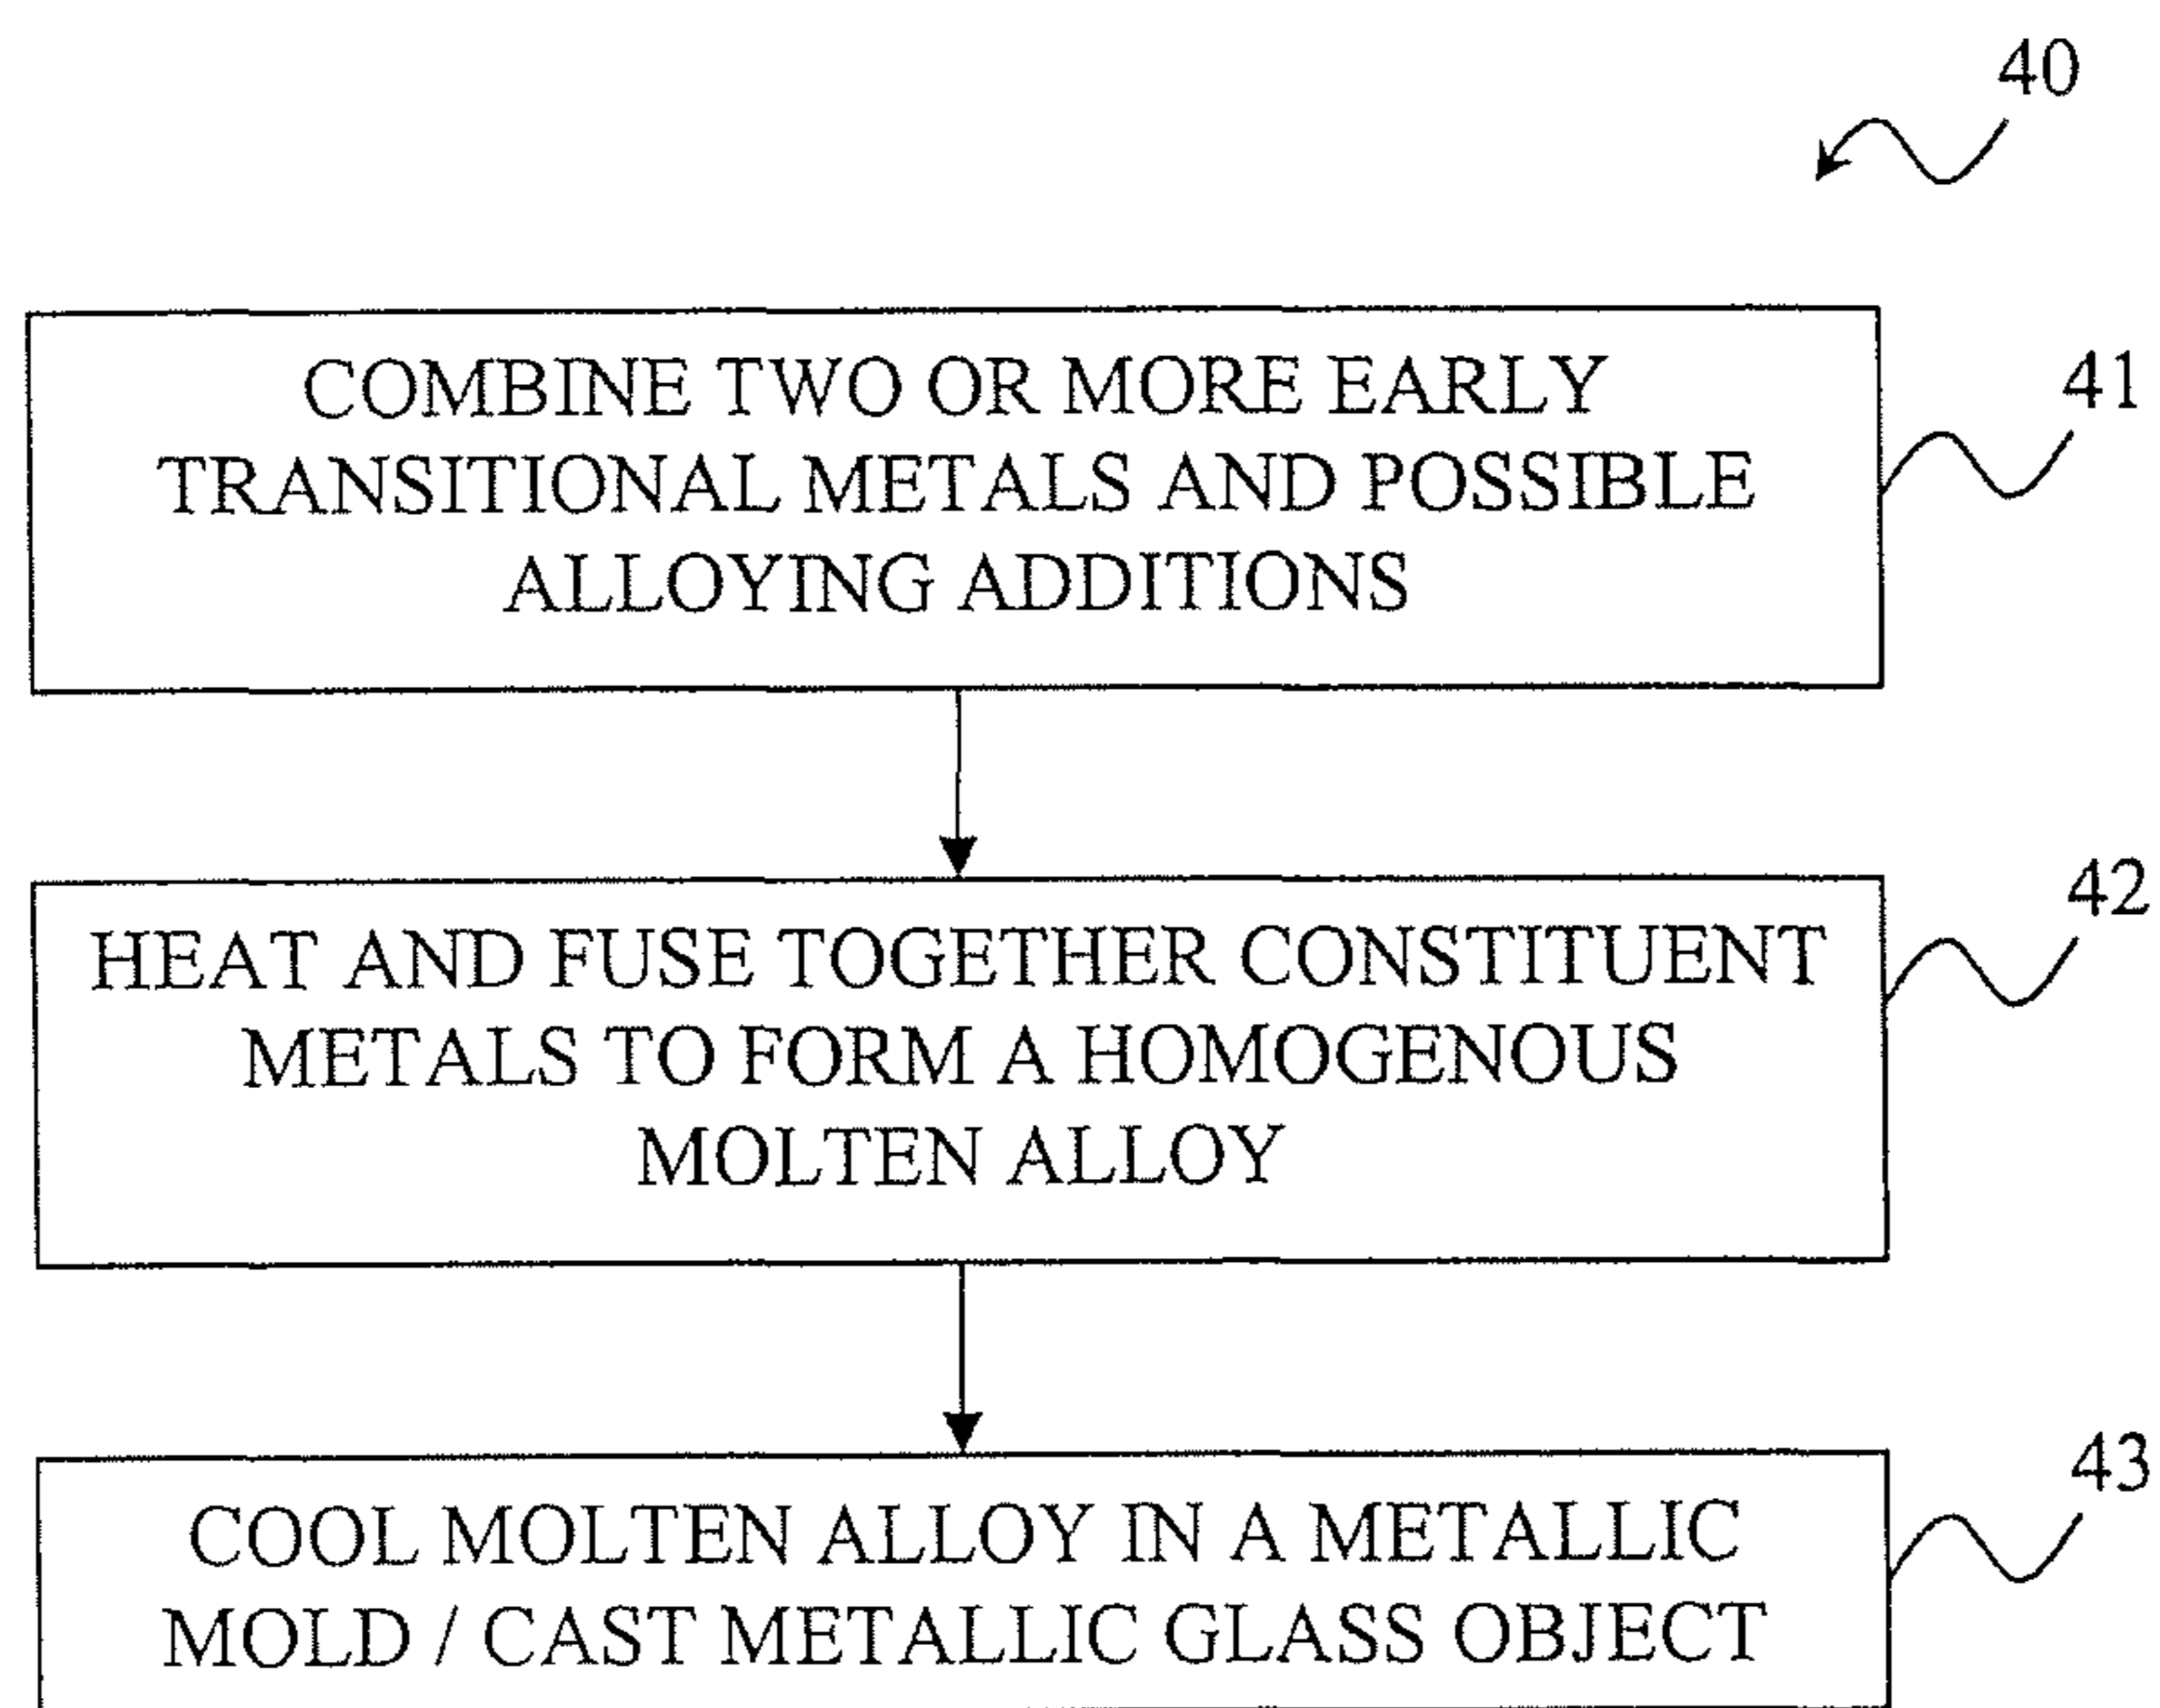 40
COMBINE TWO OR MORE EARLY
TRANSITIONAL METALS AND POSSIBLE
ALLOYING ADDITIONS
41
HEAT AND FUSE TOGETHER CONSTITUENT
METALS TO FORM A HOMOGENOUS
MOLTEN ALLOY
42
COOL MOLTEN ALLOY IN A METALLIC
MOLD / CAST METALLIC GLASS OBJECT
43